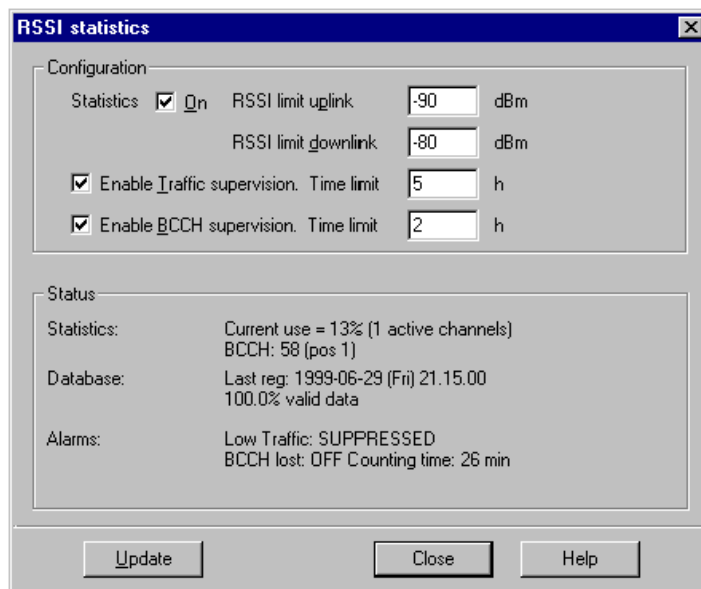 RSSI statistics
Configuration
Statistics On RSSI limit uplink -90 dBm
RSSI limit downlink -80 dBm
Enable Traffic supervision. Time limit 5 h
Enable BCCH supervision. Time limit 2 h
Status
Statistics: Current use = 13% (1 active channels)
BCCH: 58 (pos 1)
Database: Last reg: 1999-06-29 (Fri) 21.15.00
100.0% valid data
Alarms: Low Traffic: SUPPRESSED
BCCH lost: OFF Counting time: 26 min
Update Close Help